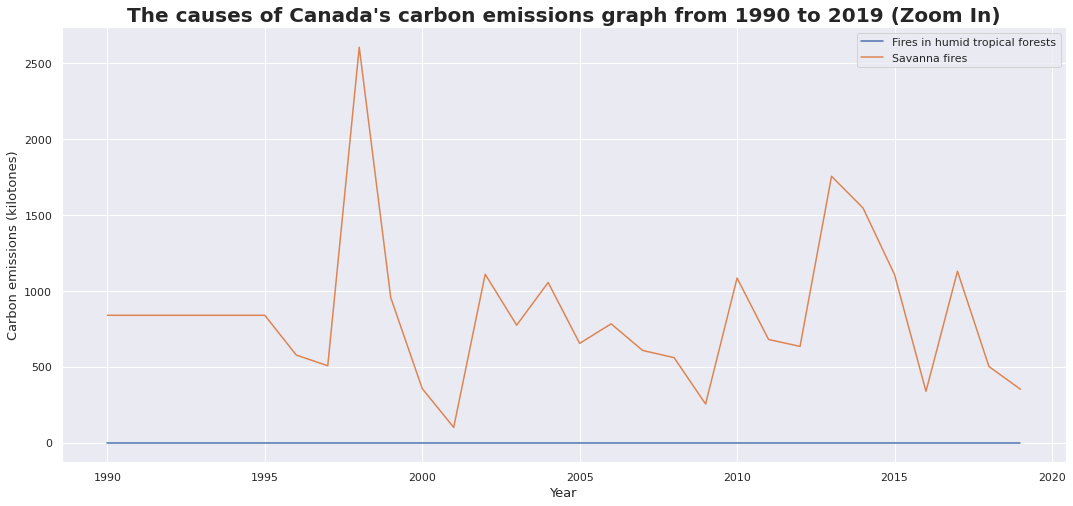 The causes of Canada's carbon emissions graph from 1990 to 2019 (Zoom In)
Fires in humid tropical forests
Savanna fires
Carbon emissions (kilotones)
2500
2000
1500
1000
500
0
1990 1995 2000 2005 2010 2015 2020
Year